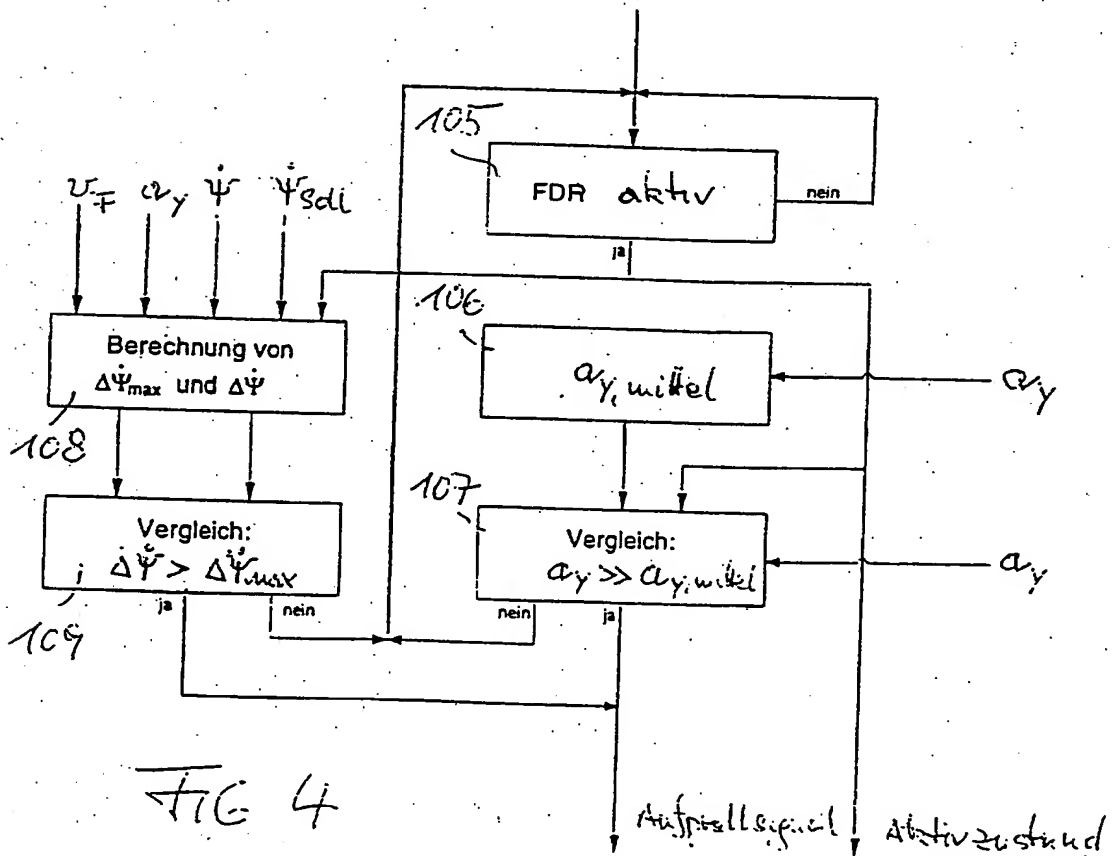 105
FDR aktiv
nein
ja
v_F a_y ψ̇ ψ̇_Soll
106
Berechnung von
Δψ̇_max und Δψ̇
a_y,mittel
a_y
108
107
Vergleich:
Δψ̇ > Δψ̇_max
ja
nein
Vergleich:
a_y >> a_y,mittel
a_y
nein
ja
109
FIG 4
Aufprallsignal
Aktivzustand